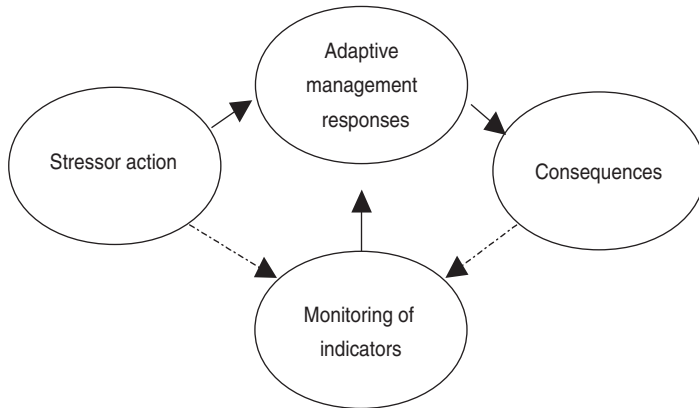 Adaptive
management
responses
Stressor action
Consequences
Monitoring of
indicators